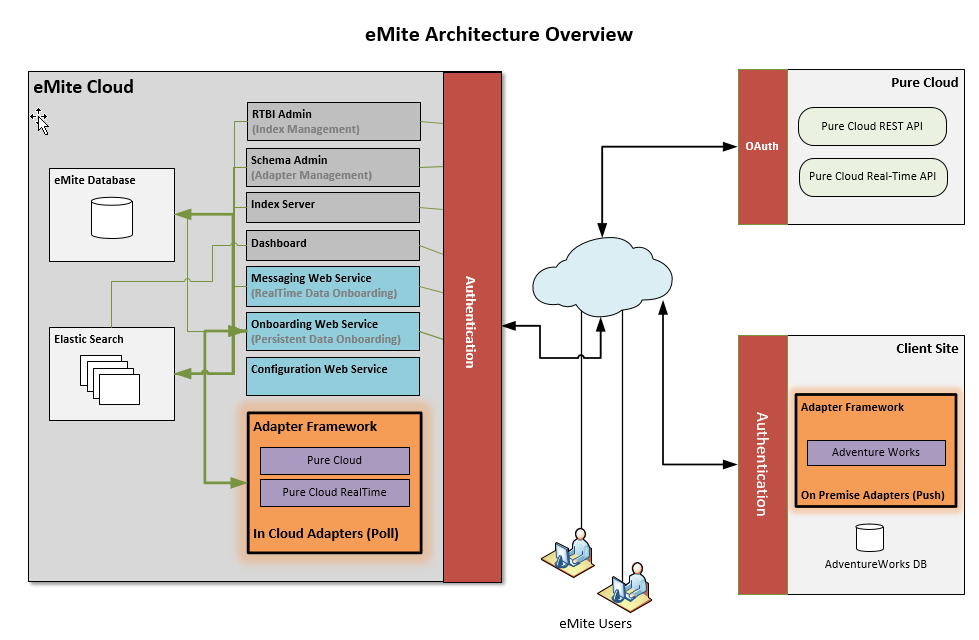 eMite Architecture Overview
eMite Cloud
RTBI Admin
(Index Management)
Schema Admin
(Adapter Management)
Index Server
Dashboard
Messaging Web Service
(RealTime Data Onboarding)
Onboarding Web Service
(Persistent Data Onboarding)
Configuration Web Service
eMite Database
Elastic Search
Adapter Framework
Pure Cloud
Pure Cloud RealTime
In Cloud Adapters (Poll)
Authentication
Pure Cloud
OAuth
Pure Cloud REST API
Pure Cloud Real-Time API
Client Site
Authentication
Adapter Framework
Adventure Works
On Premise Adapters (Push)
AdventureWorks DB
eMite Users